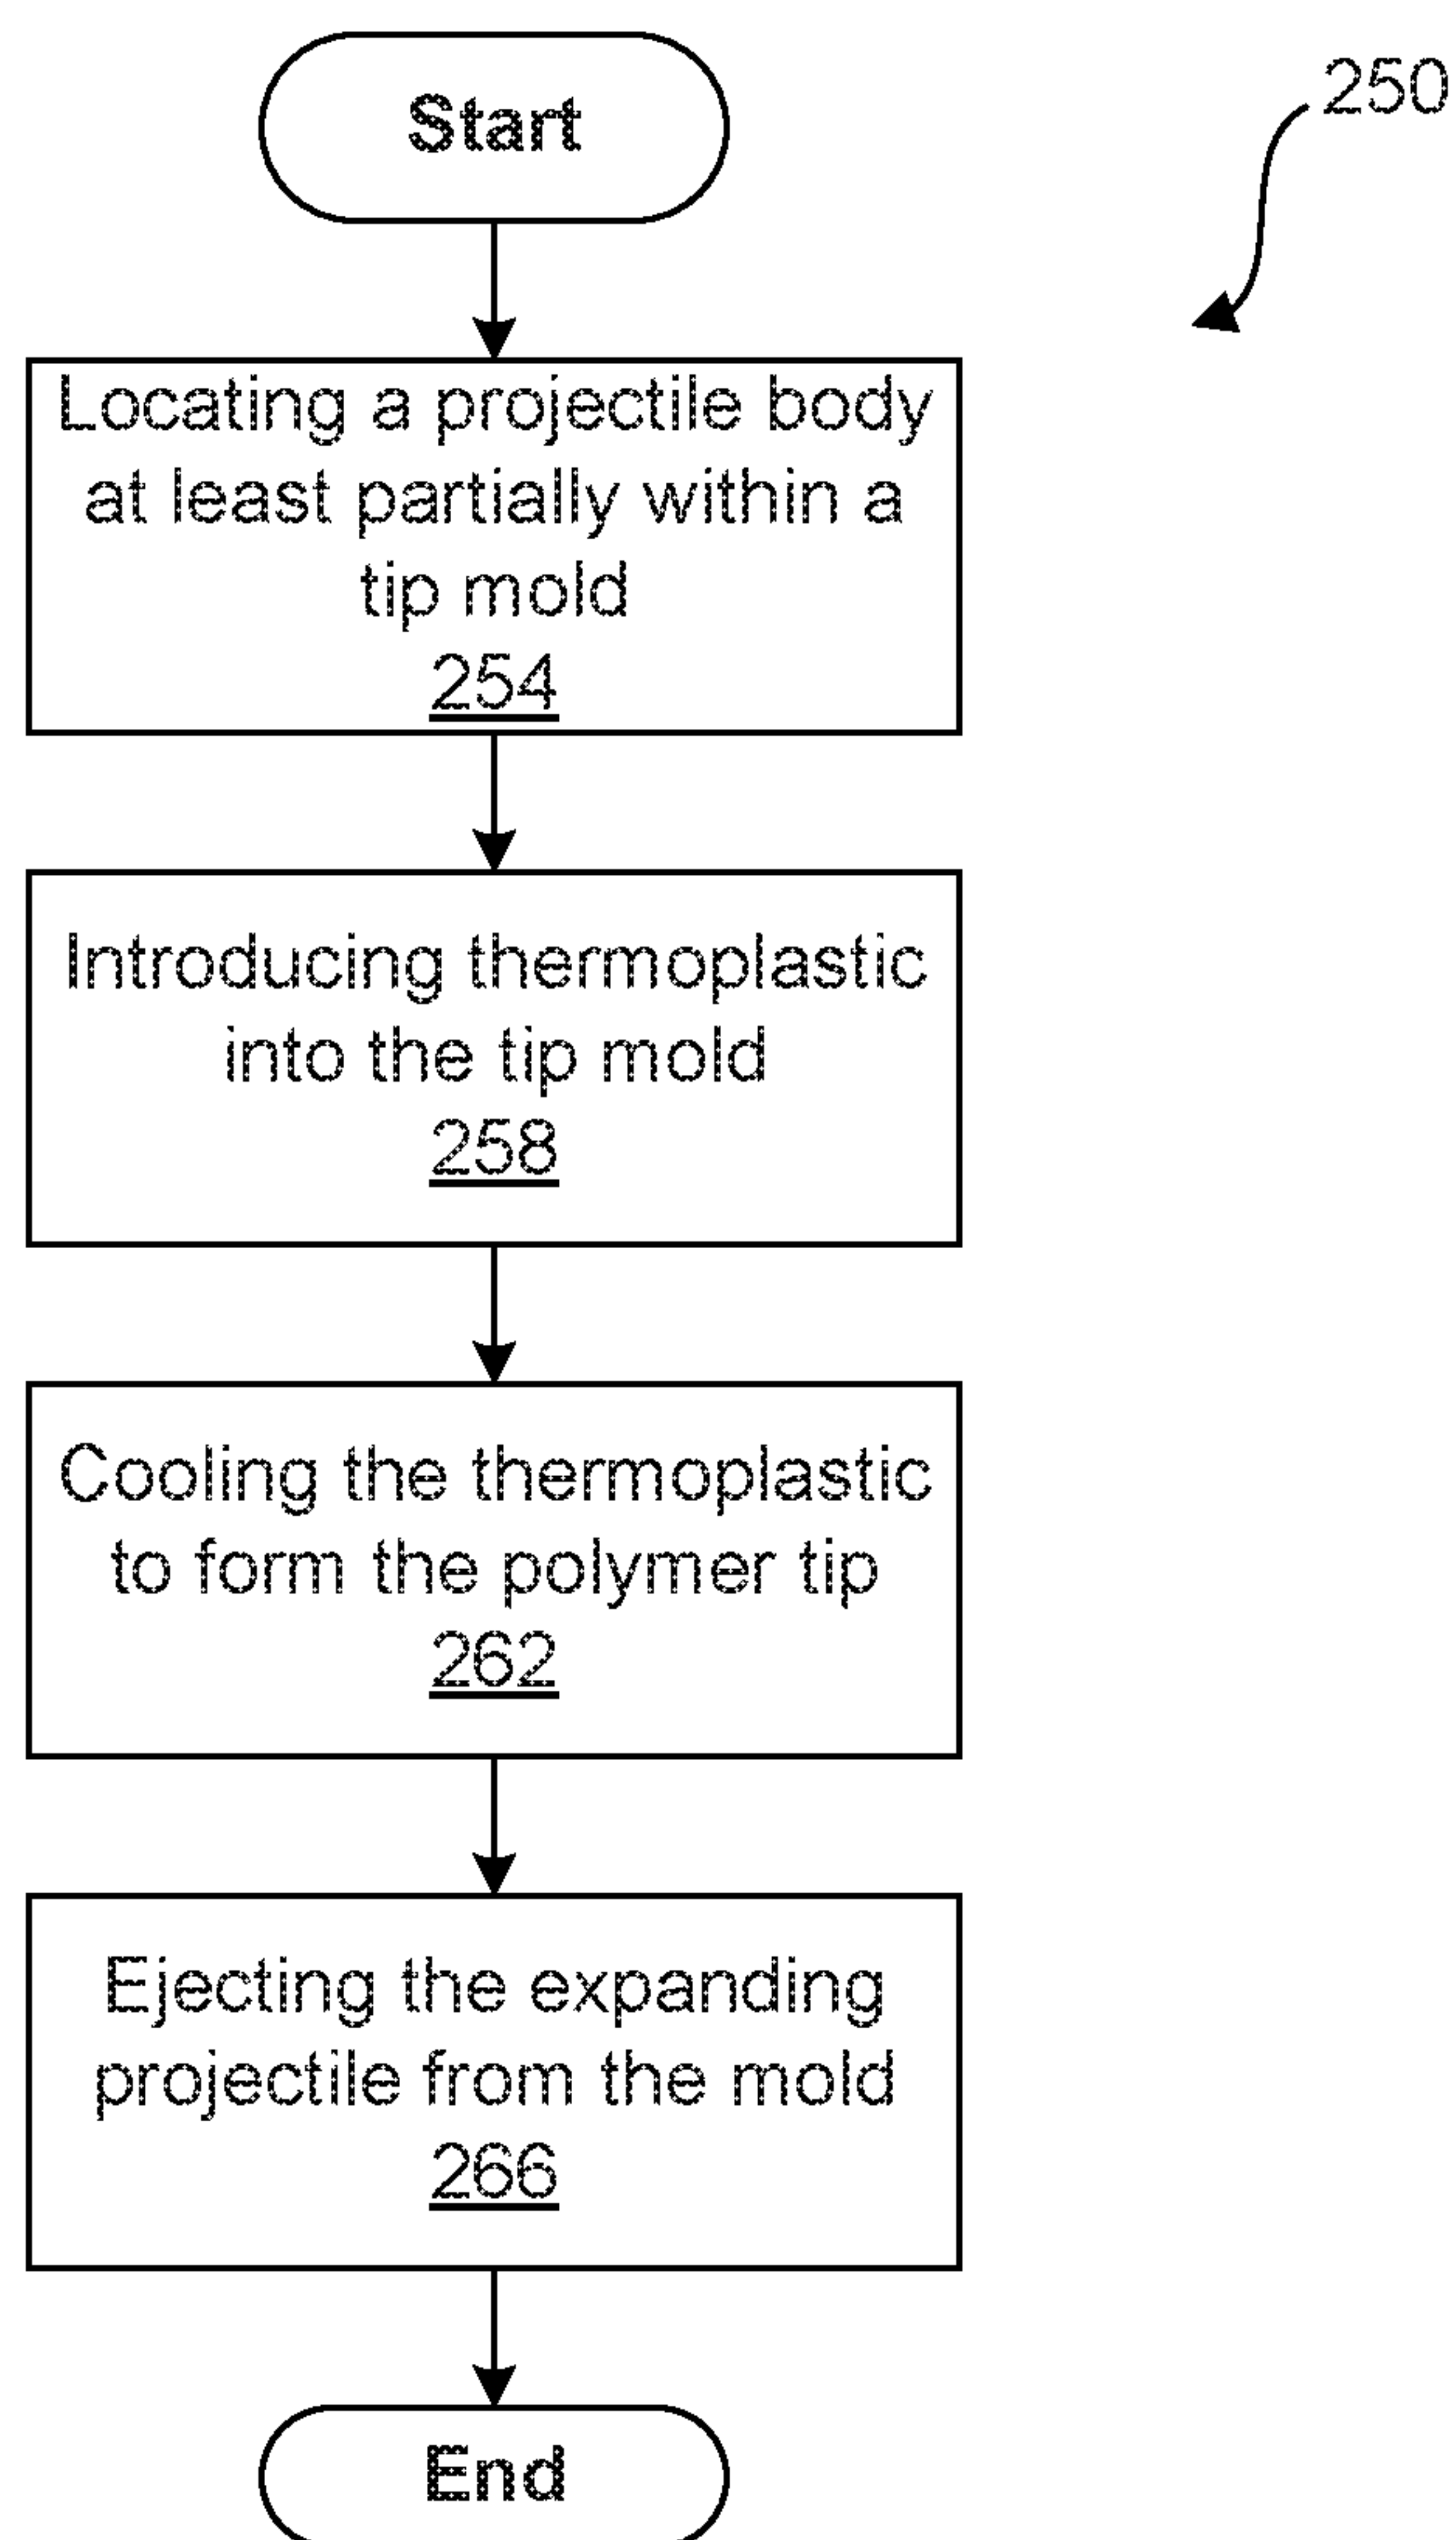 Start
250
Locating a projectile body
at least partially within a
tip mold
254
Introducing thermoplastic
into the tip mold
258
Cooling the thermoplastic
to form the polymer tip
262
Ejecting the expanding
projectile from the mold
266
End